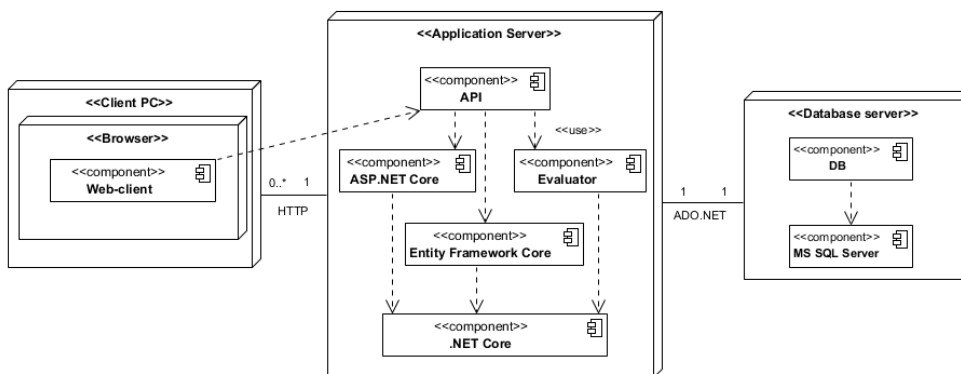 <<Client PC>>
<<Browser>>
<<component>>
Web-client
0..* 1
HTTP
<<Application Server>>
<<component>>
API
<<use>>
<<component>>
ASP.NET Core
<<component>>
Evaluator
<<component>>
Entity Framework Core
<<component>>
.NET Core
1 1
ADO.NET
<<Database server>>
<<component>>
DB
<<component>>
MS SQL Server